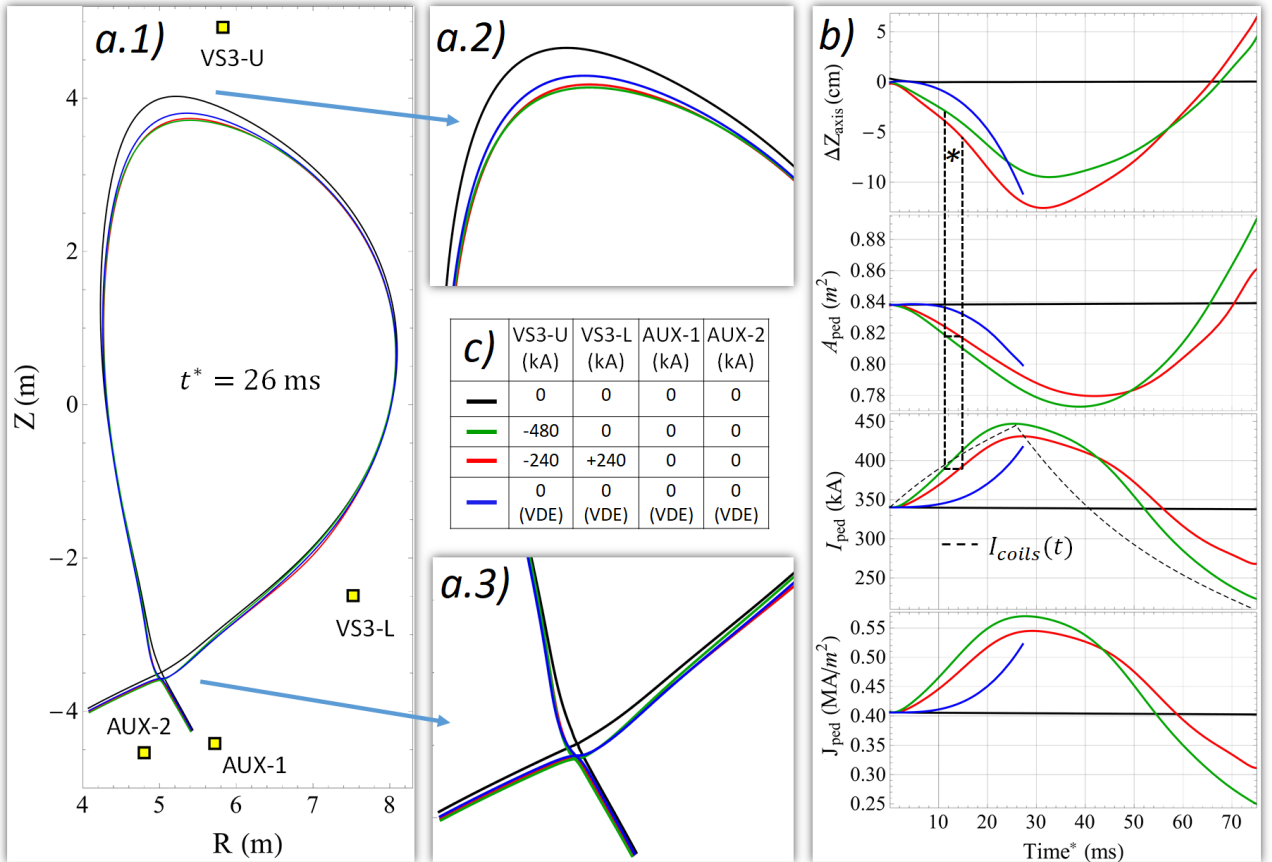 a.1)
VS3-U
4
2
0
−2
−4
Z (m)
t* = 26 ms
VS3-L
AUX-2
AUX-1
4 5 6 7 8
R (m)
a.2)
c)
VS3-U (kA) VS3-L (kA) AUX-1 (kA) AUX-2 (kA)
0 0 0 0
-480 0 0 0
-240 +240 0 0
0 (VDE) 0 (VDE) 0 (VDE) 0 (VDE)
a.3)
b)
5
0
−5
−10
ΔZaxis (cm)
*
0.88
0.86
0.84
0.82
0.80
0.78
Aped (m²)
450
400
350
300
250
Iped (kA)
Icoils(t)
0.55
0.50
0.45
0.40
0.35
0.30
0.25
Jped (MA/m²)
10 20 30 40 50 60 70
Time* (ms)